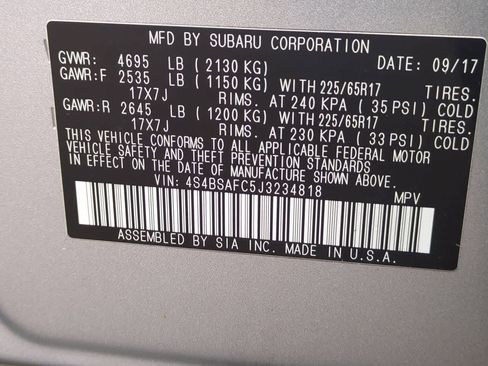 MFD BY SUBARU CORPORATION
GVWR: 4695 LB ( 2130 KG) DATE: 09/17
GAWR:F 2535 LB ( 1150 KG) WITH 225/65R17 TIRES.
17X7J RIMS. AT 240 KPA ( 35 PSI) COLD
GAWR:R 2645 LB ( 1200 KG) WITH 225/65R17 TIRES.
17X7J RIMS. AT 230 KPA ( 33 PSI) COLD
THIS VEHICLE CONFORMS TO ALL APPLICABLE FEDERAL MOTOR
VEHICLE SAFETY AND THEFT PREVENTION STANDARDS
IN EFFECT ON THE DATE OF MANUFACTURE SHOWN ABOVE.
VIN: 4S4BSAFC5J3234818 MPV
ASSEMBLED BY SIA INC. MADE IN U.S.A.